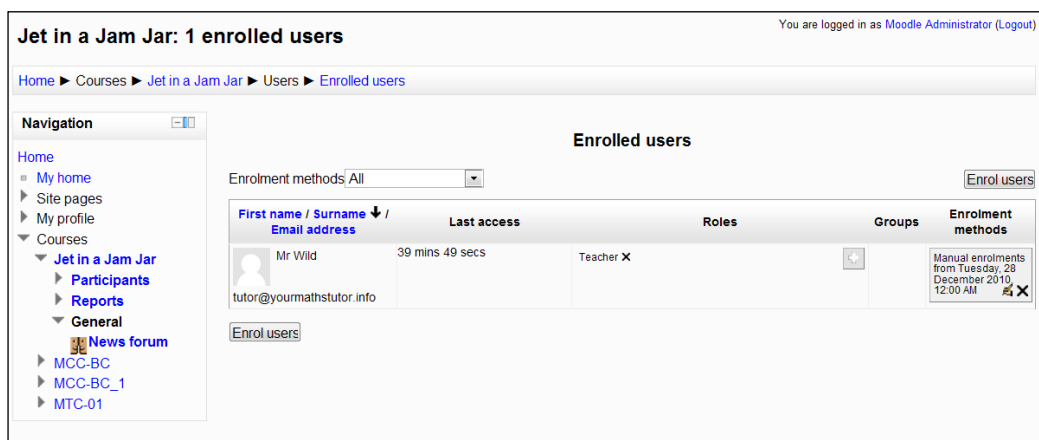 You are logged in as Moodle Administrator (Logout)
Jet in a Jam Jar: 1 enrolled users
Home ► Courses ► Jet in a Jam Jar ► Users ► Enrolled users
Navigation
Home
My home
Site pages
My profile
Courses
Jet in a Jam Jar
Participants
Reports
General
News forum
MCC-BC
MCC-BC_1
MTC-01
Enrolled users
Enrolment methods All
Enrol users
First name / Surname ↓ /
Email address
Last access
Roles
Groups
Enrolment
methods
Mr Wild
tutor@yourmathstutor.info
39 mins 49 secs
Teacher X
Manual enrolments
from Tuesday, 28
December 2010,
12:00 AM
Enrol users